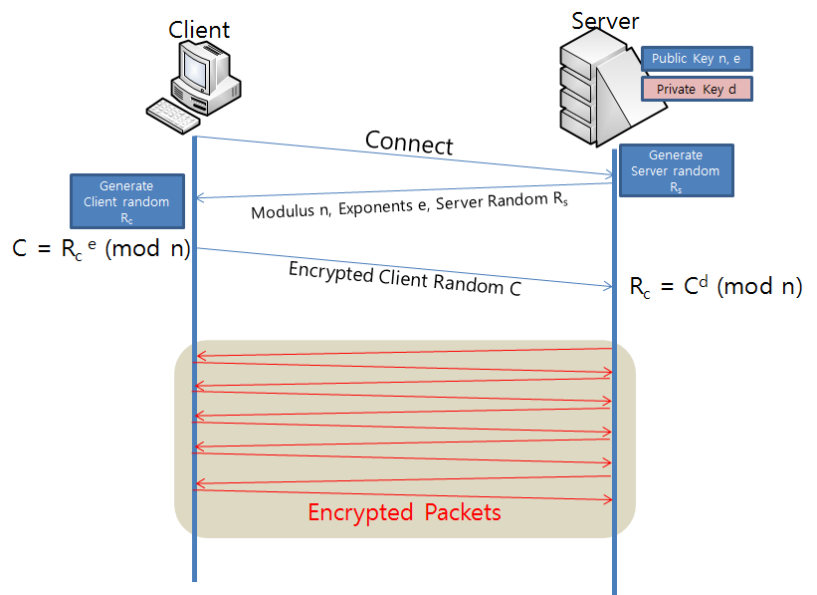 Client
Server
Public Key n, e
Private Key d
Connect
Generate
Server random
Rs
Generate
Client random
Rc
Modulus n, Exponents e, Server Random Rs
C = Rc e (mod n)
Encrypted Client Random C
Rc = Cd (mod n)
Encrypted Packets